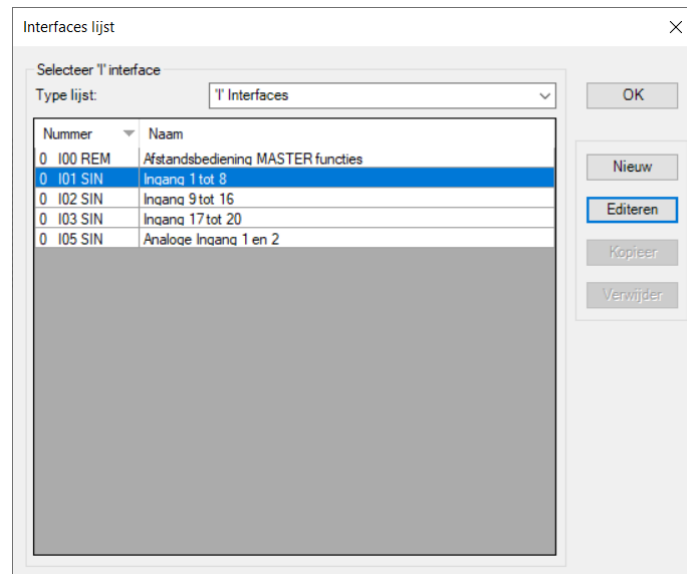 Interfaces lijst
Selecteer 'I' interface
Type lijst: 'I' Interfaces
OK
Nummer Naam
0 I00 REM Afstandsbediening MASTER functies
0 I01 SIN Ingang 1 tot 8
0 I02 SIN Ingang 9 tot 16
0 I03 SIN Ingang 17 tot 20
0 I05 SIN Analoge Ingang 1 en 2
Nieuw
Editeren
Kopieer
Verwijder